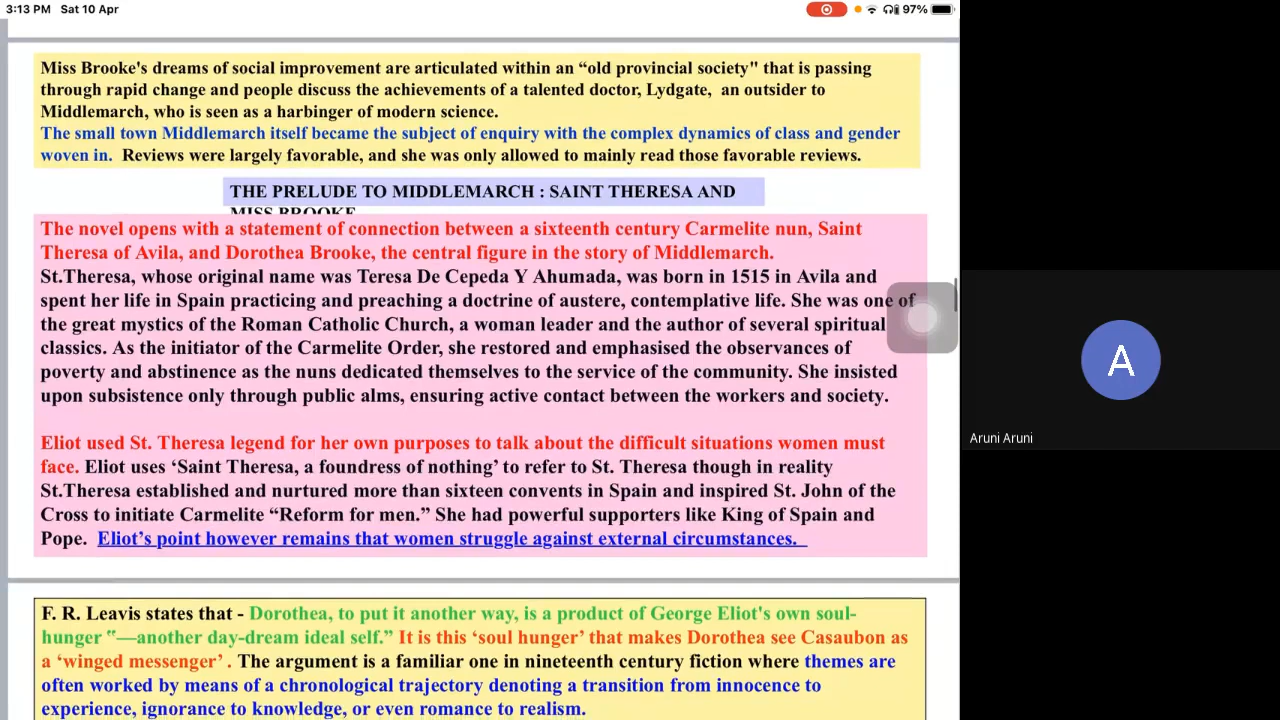 3:13 PM Sat 10 Apr
97%
Miss Brooke's dreams of social improvement are articulated within an “old provincial society" that is passing
through rapid change and people discuss the achievements of a talented doctor, Lydgate, an outsider to
Middlemarch, who is seen as a harbinger of modern science.
The small town Middlemarch itself became the subject of enquiry with the complex dynamics of class and gender
woven in. Reviews were largely favorable, and she was only allowed to mainly read those favorable reviews.
THE PRELUDE TO MIDDLEMARCH : SAINT THERESA AND
MISS BROOKE
The novel opens with a statement of connection between a sixteenth century Carmelite nun, Saint
Theresa of Avila, and Dorothea Brooke, the central figure in the story of Middlemarch.
St.Theresa, whose original name was Teresa De Cepeda Y Ahumada, was born in 1515 in Avila and
spent her life in Spain practicing and preaching a doctrine of austere, contemplative life. She was one of
the great mystics of the Roman Catholic Church, a woman leader and the author of several spiritual
classics. As the initiator of the Carmelite Order, she restored and emphasised the observances of
poverty and abstinence as the nuns dedicated themselves to the service of the community. She insisted
upon subsistence only through public alms, ensuring active contact between the workers and society.
Eliot used St. Theresa legend for her own purposes to talk about the difficult situations women must
face. Eliot uses ‘Saint Theresa, a foundress of nothing’ to refer to St. Theresa though in reality
St.Theresa established and nurtured more than sixteen convents in Spain and inspired St. John of the
Cross to initiate Carmelite “Reform for men.” She had powerful supporters like King of Spain and
Pope. Eliot’s point however remains that women struggle against external circumstances.
F. R. Leavis states that - Dorothea, to put it another way, is a product of George Eliot's own soul-
hunger “—another day-dream ideal self.” It is this ‘soul hunger’ that makes Dorothea see Casaubon as
a ‘winged messenger’ . The argument is a familiar one in nineteenth century fiction where themes are
often worked by means of a chronological trajectory denoting a transition from innocence to
experience, ignorance to knowledge, or even romance to realism.
A
Aruni Aruni